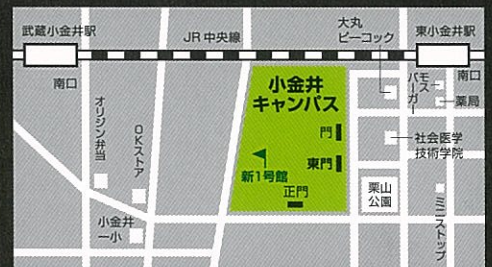 武蔵小金井駅
JR中央線
大丸
ピーコック
東小金井駅
南口
南口
小金井
キャンパス
モス
バーガー
薬局
オリジン弁当
OKストア
門
東門
新1号館
正門
社会医学
技術学院
栗山
公園
小金井
一小
ミニストップ